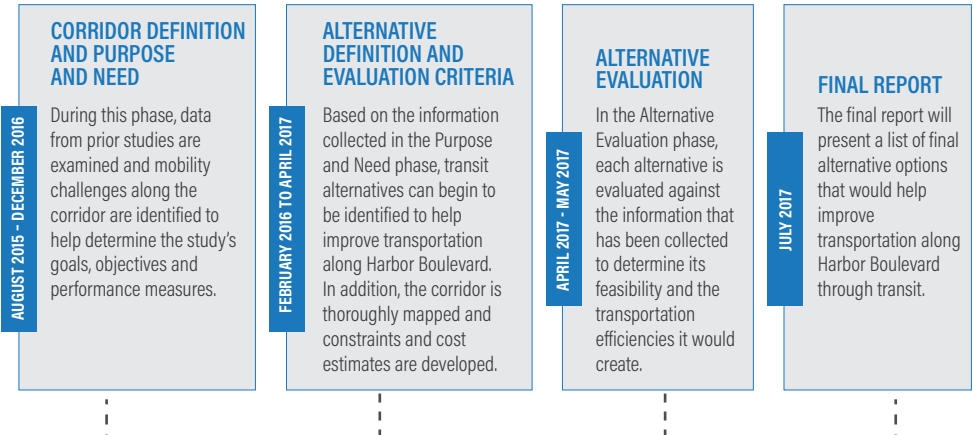 CORRIDOR DEFINITION
AND PURPOSE
AND NEED
AUGUST 2015 – DECEMBER 2016
During this phase, data
from prior studies are
examined and mobility
challenges along the
corridor are identified to
help determine the study's
goals, objectives and
performance measures.
ALTERNATIVE
DEFINITION AND
EVALUATION CRITERIA
FEBRUARY 2016 TO APRIL 2017
Based on the information
collected in the Purpose
and Need phase, transit
alternatives can begin to
be identified to help
improve transportation
along Harbor Boulevard.
In addition, the corridor is
thoroughly mapped and
constraints and cost
estimates are developed.
ALTERNATIVE
EVALUATION
APRIL 2017 - MAY 2017
In the Alternative
Evaluation phase,
each alternative is
evaluated against
the information that
has been collected
to determine its
feasibility and the
transportation
efficiencies it would
create.
FINAL REPORT
JULY 2017
The final report will
present a list of final
alternative options
that would help
improve
transportation along
Harbor Boulevard
through transit.